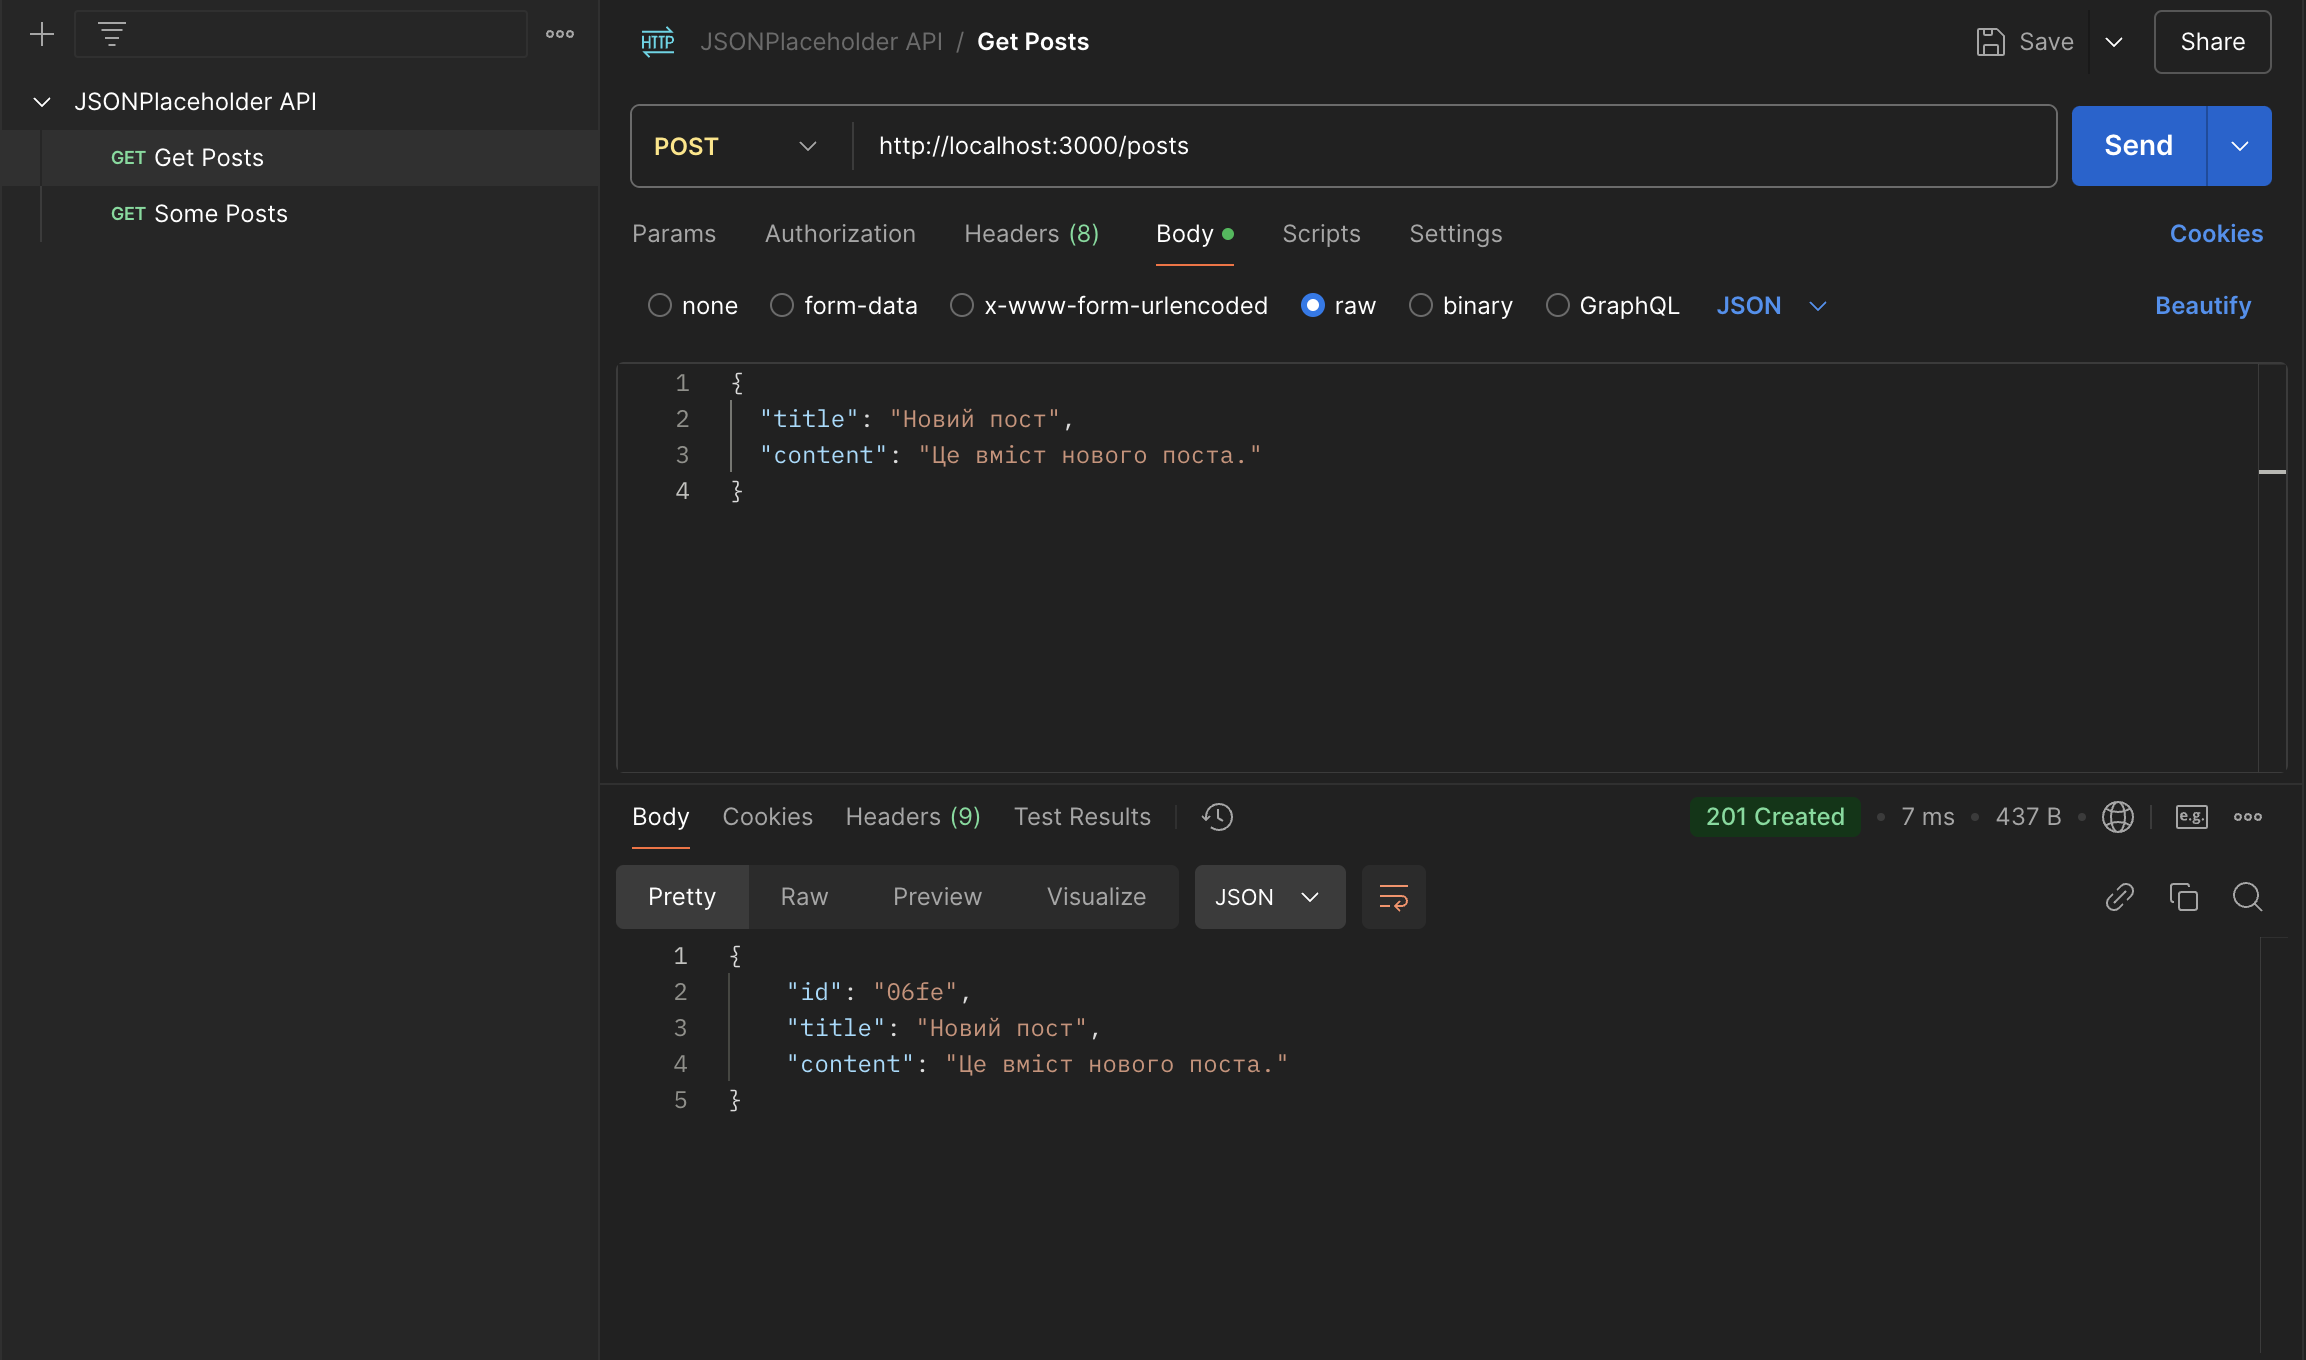 JSONPlaceholder API
GET Get Posts
GET Some Posts
HTTP JSONPlaceholder API / Get Posts
Save
Share
POST http://localhost:3000/posts
Send
Params Authorization Headers (8) Body Scripts Settings Cookies
none form-data x-www-form-urlencoded raw binary GraphQL JSON Beautify
1 {
2 "title": "Новий пост",
3 "content": "Це вміст нового поста."
4 }
Body Cookies Headers (9) Test Results 201 Created • 7 ms • 437 B • e.g.
Pretty Raw Preview Visualize JSON
1 {
2 "id": "06fe",
3 "title": "Новий пост",
4 "content": "Це вміст нового поста."
5 }